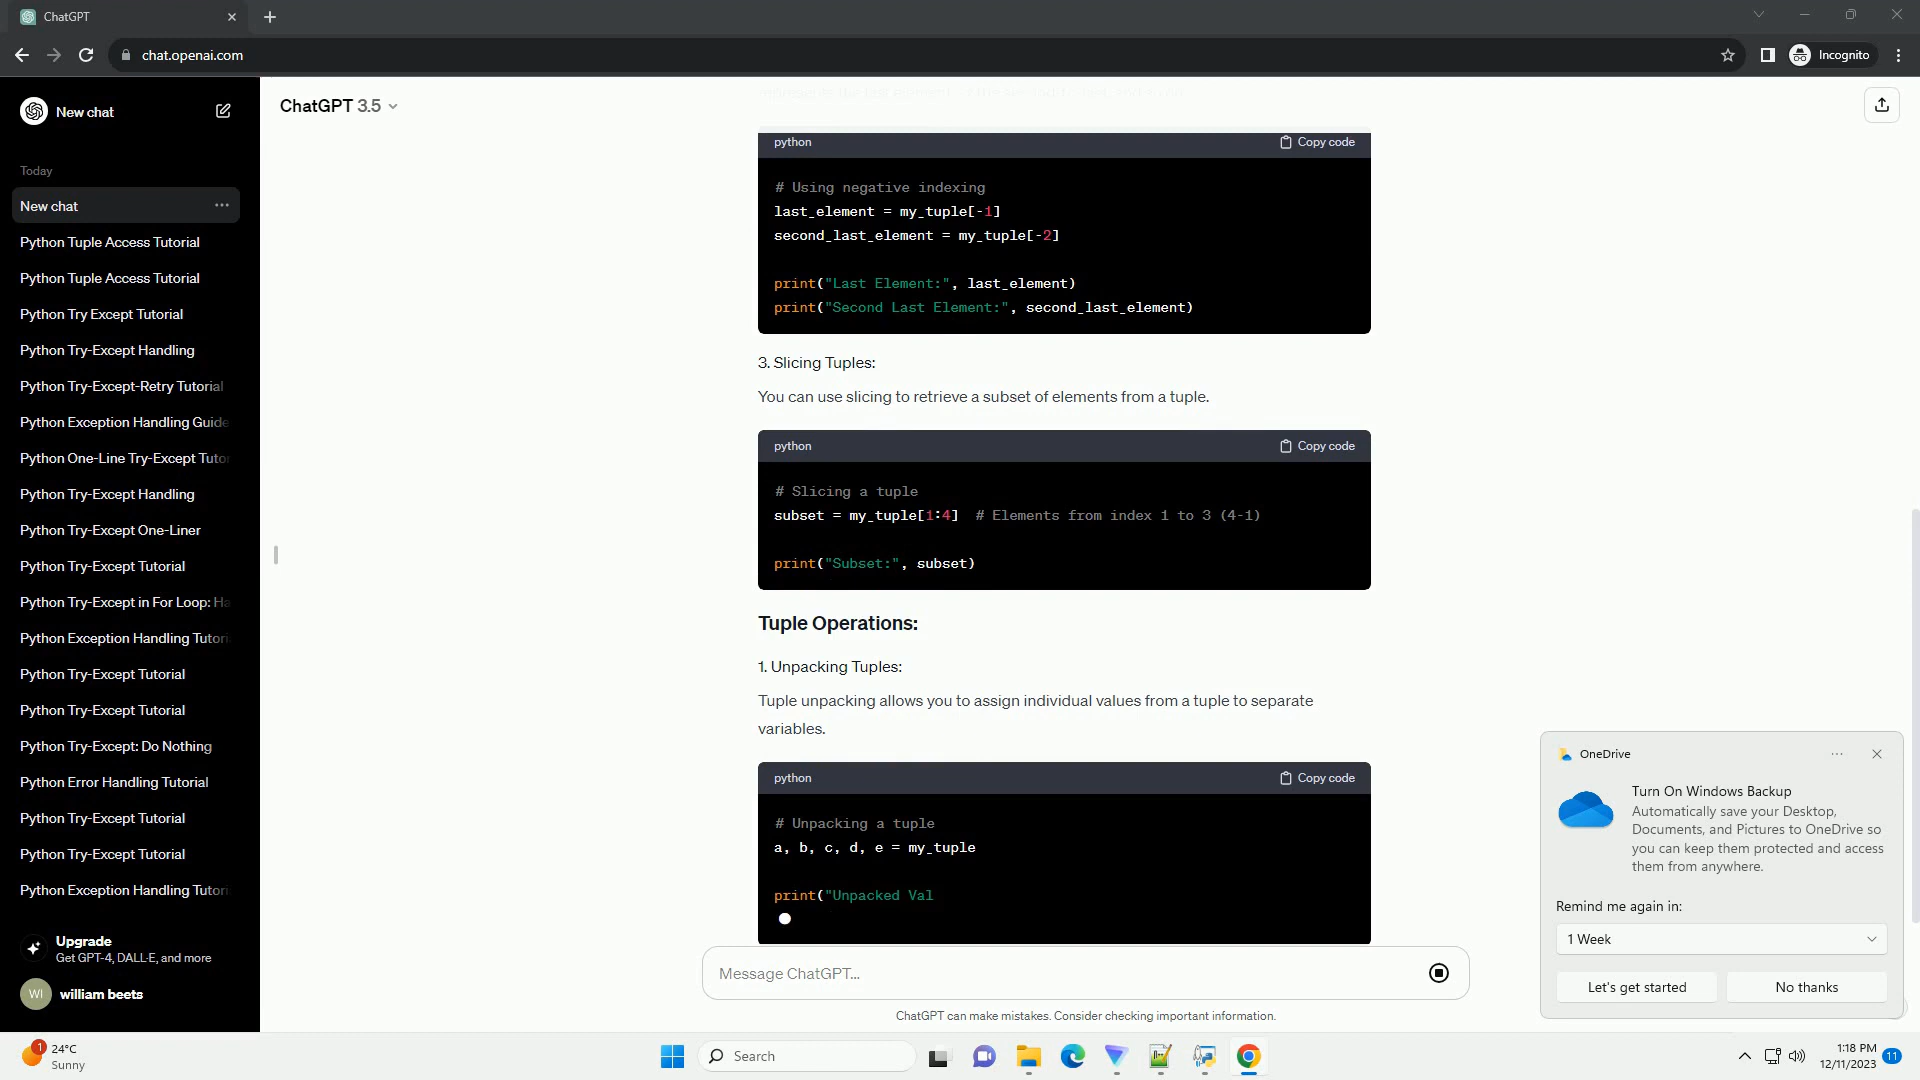 ChatGPT
chat.openai.com
Incognito
New chat
Today
New chat
Python Tuple Access Tutorial
Python Tuple Access Tutorial
Python Try Except Tutorial
Python Try-Except Handling
Python Try-Except-Retry Tutorial
Python Exception Handling Guide
Python One-Line Try-Except Tuto
Python Try-Except Handling
Python Try-Except One-Liner
Python Try-Except Tutorial
Python Try-Except in For Loop: Ha
Python Exception Handling Tutori
Python Try-Except Tutorial
Python Try-Except Tutorial
Python Try-Except: Do Nothing
Python Error Handling Tutorial
Python Try-Except Tutorial
Python Try-Except Tutorial
Python Exception Handling Tutori
Upgrade
Get GPT-4, DALL·E, and more
WI william beets
ChatGPT 3.5
python Copy code
# Using negative indexing
last_element = my_tuple[-1]
second_last_element = my_tuple[-2]
print("Last Element:", last_element)
print("Second Last Element:", second_last_element)
3. Slicing Tuples:
You can use slicing to retrieve a subset of elements from a tuple.
python Copy code
# Slicing a tuple
subset = my_tuple[1:4]  # Elements from index 1 to 3 (4-1)
print("Subset:", subset)
Tuple Operations:
1. Unpacking Tuples:
Tuple unpacking allows you to assign individual values from a tuple to separate
variables.
python Copy code
# Unpacking a tuple
a, b, c, d, e = my_tuple
print("Unpacked Val
Message ChatGPT...
ChatGPT can make mistakes. Consider checking important information.
OneDrive
Turn On Windows Backup
Automatically save your Desktop,
Documents, and Pictures to OneDrive so
you can keep them protected and access
them from anywhere.
Remind me again in:
1 Week
Let's get started No thanks
1
24°C
Sunny
Search
1:18 PM
12/11/2023
11